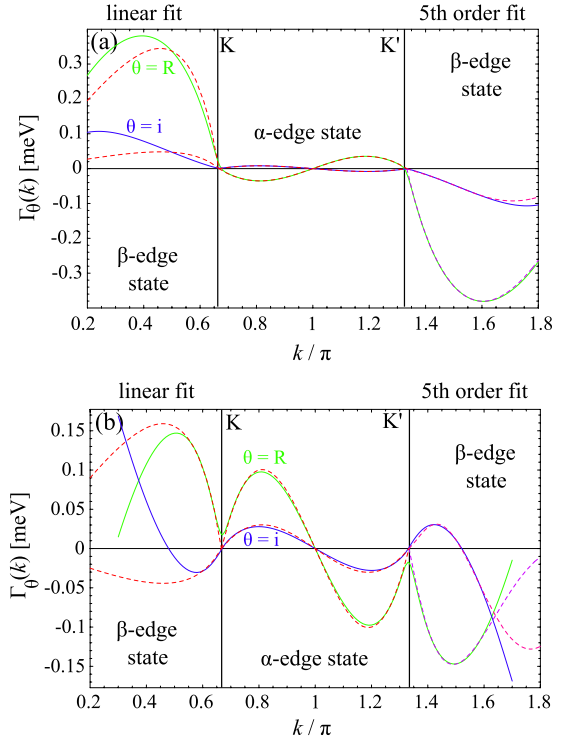 linear fit 5th order fit
(a) K K'
θ = R
β-edge
state
θ = i
α-edge state
Γθ(k) [meV]
0.3
0.2
0.1
0
-0.1
-0.2
-0.3
β-edge
state
0.2 0.4 0.6 0.8 1 1.2 1.4 1.6 1.8
k / π
linear fit 5th order fit
(b) K K'
θ = R
β-edge
state
θ = i
Γθ(k) [meV]
0.15
0.1
0.05
0
-0.05
-0.1
-0.15
β-edge
state
α-edge state
0.2 0.4 0.6 0.8 1 1.2 1.4 1.6 1.8
k / π